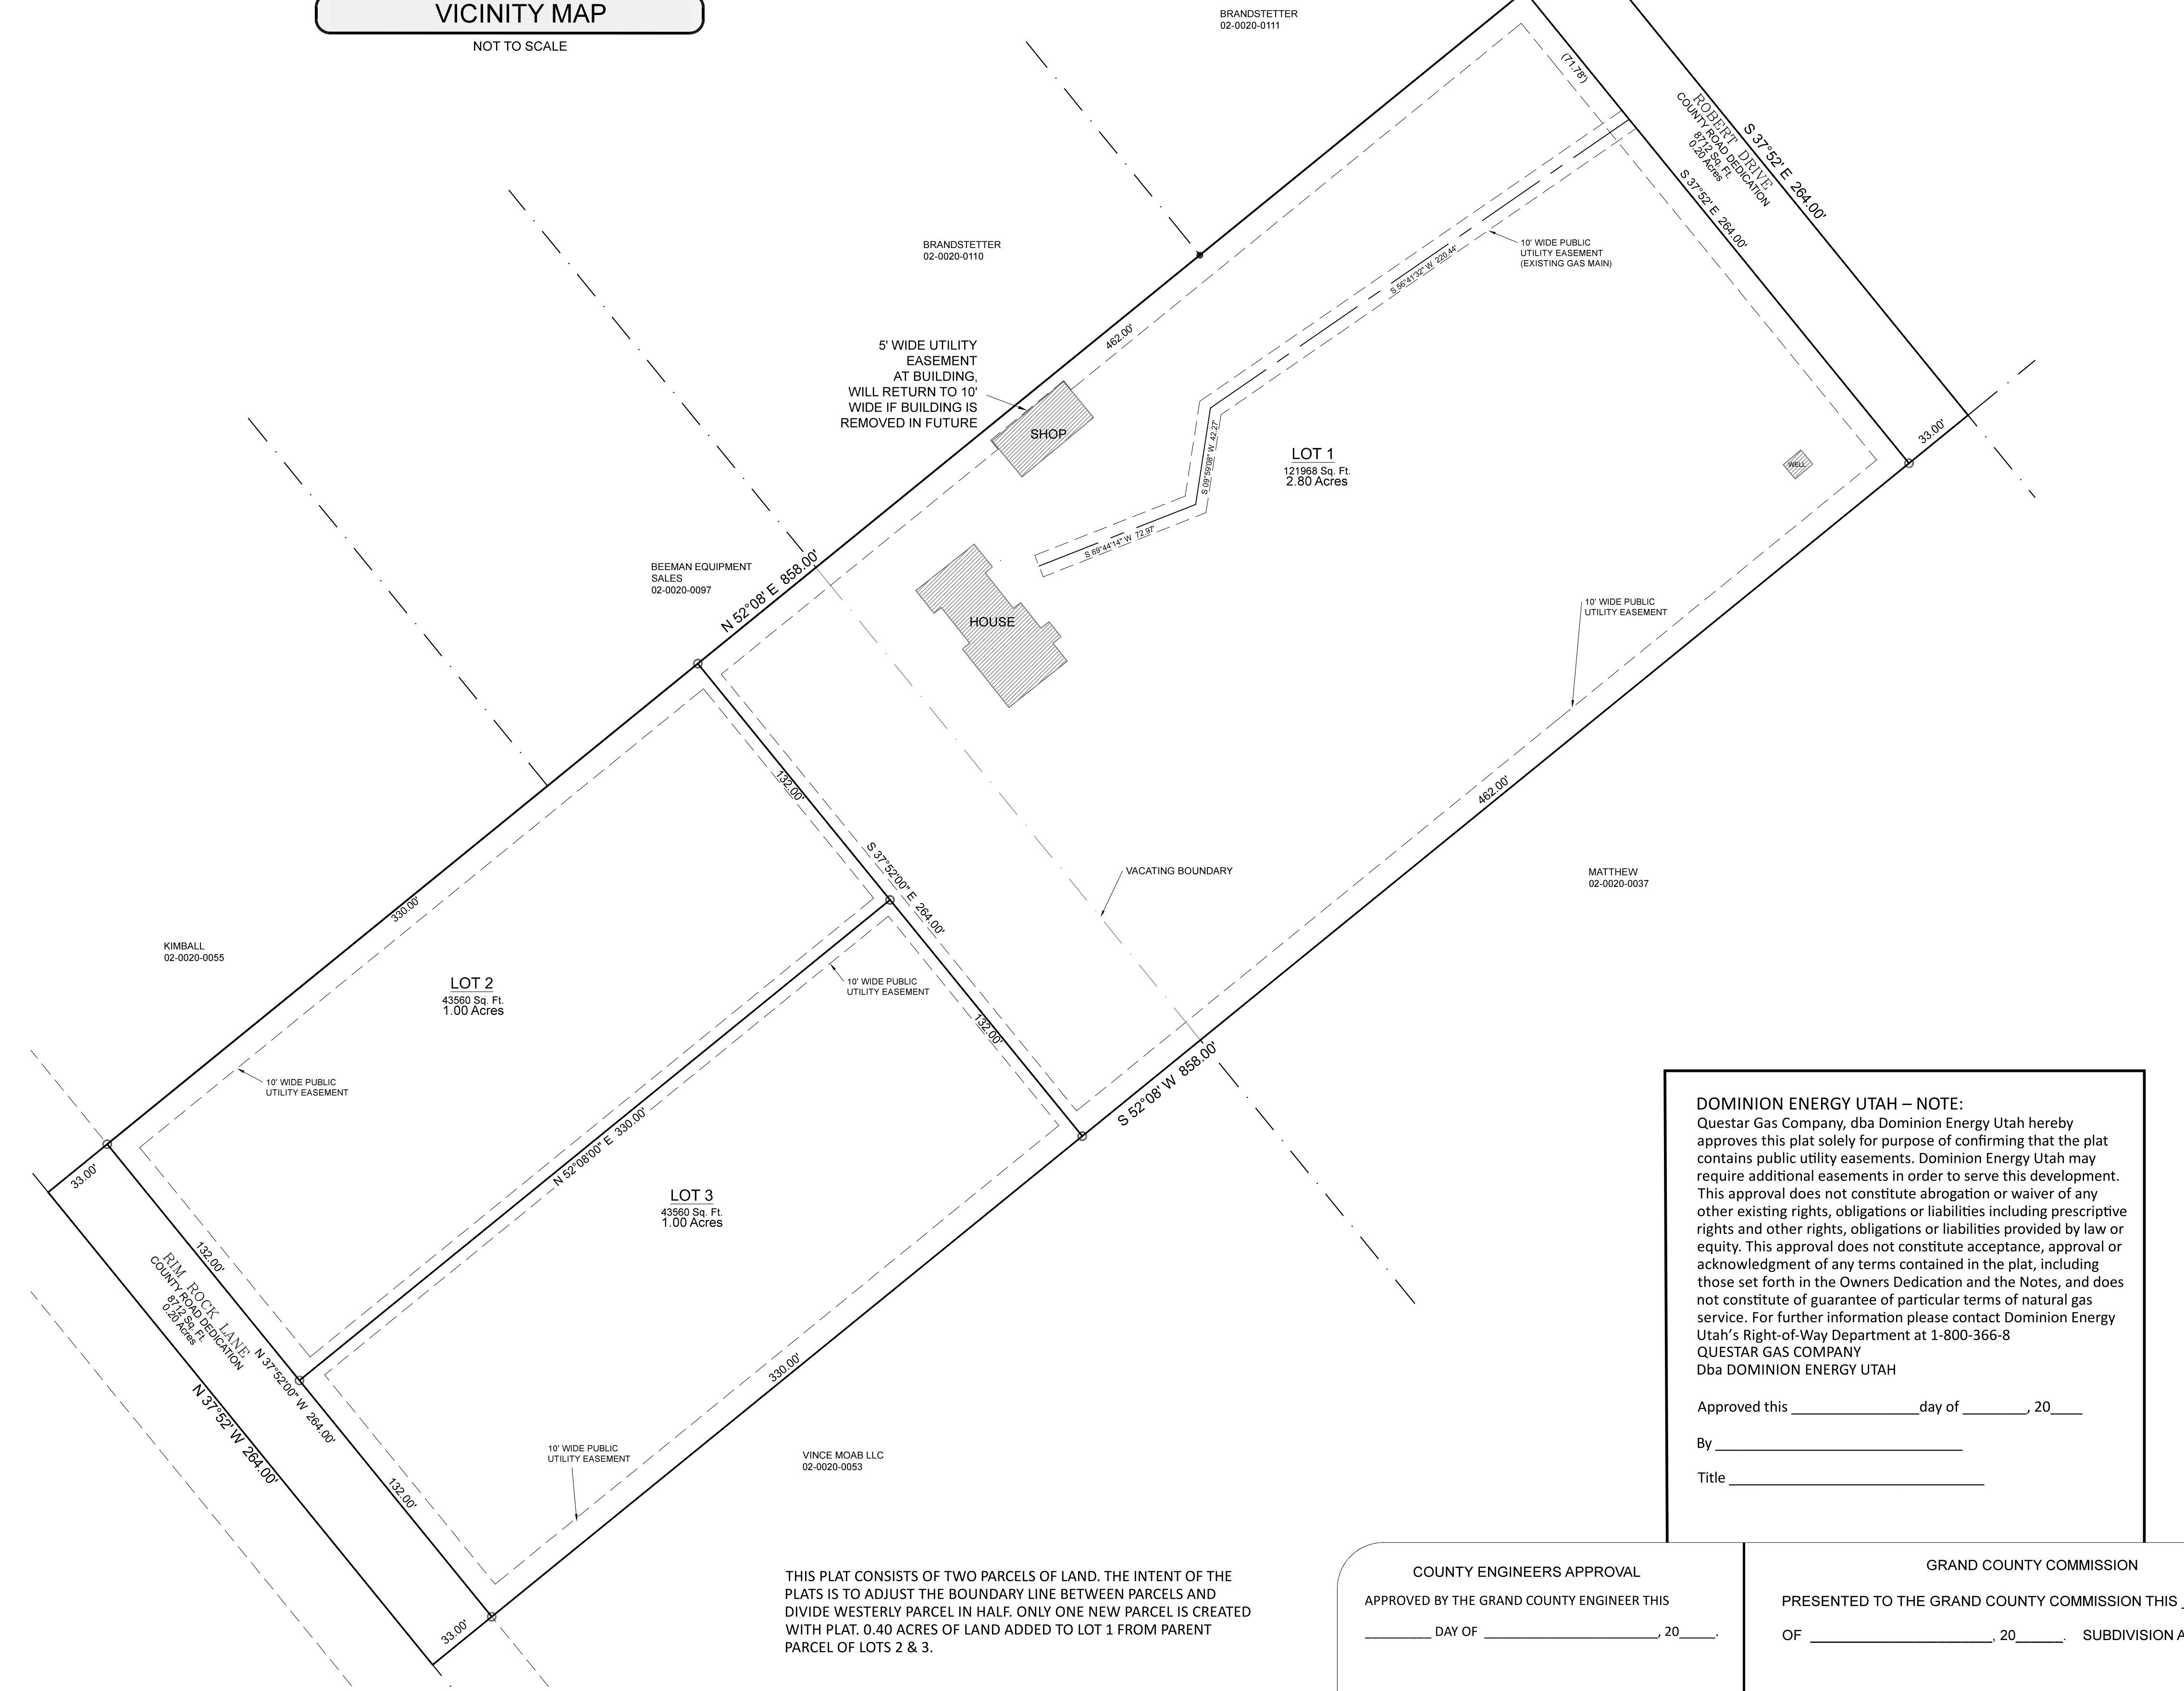 VICINITY MAP
NOT TO SCALE
BRANDSTETTER
02-0020-0111
(71.78')
ROBERT DRIVE
COUNTY ROAD DEDICATION
8712 Sq. Ft.
0.20 Acres
S 37°52' E 264.00'
S 37°52' E 264.00'
BRANDSTETTER
02-0020-0110
10' WIDE PUBLIC
UTILITY EASEMENT
(EXISTING GAS MAIN)
S 56°41'32" W 220.44'
462.00'
5' WIDE UTILITY
EASEMENT
AT BUILDING,
WILL RETURN TO 10'
WIDE IF BUILDING IS
REMOVED IN FUTURE
SHOP
S 09°59'08" W 42.27'
LOT 1
121968 Sq. Ft.
2.80 Acres
WELL
33.00'
S 69°44'14" W 72.97'
BEEMAN EQUIPMENT
SALES
02-0020-0097
N 52°08' E 858.00'
HOUSE
10' WIDE PUBLIC
UTILITY EASEMENT
132.00'
462.00'
S 37°52'00" E 264.00'
VACATING BOUNDARY
MATTHEW
02-0020-0037
330.00'
KIMBALL
02-0020-0055
LOT 2
43560 Sq. Ft.
1.00 Acres
10' WIDE PUBLIC
UTILITY EASEMENT
132.00'
10' WIDE PUBLIC
UTILITY EASEMENT
S 52°08' W 858.00'
N 52°08'00" E 330.00'
33.00'
LOT 3
43560 Sq. Ft.
1.00 Acres
132.00'
RIM ROCK LANE
COUNTY ROAD DEDICATION
8712 Sq. Ft.
0.20 Acres
N 37°52'00" W 264.00'
N 37°52' W 264.00'
330.00'
132.00'
10' WIDE PUBLIC
UTILITY EASEMENT
VINCE MOAB LLC
02-0020-0053
33.00'
THIS PLAT CONSISTS OF TWO PARCELS OF LAND. THE INTENT OF THE
PLATS IS TO ADJUST THE BOUNDARY LINE BETWEEN PARCELS AND
DIVIDE WESTERLY PARCEL IN HALF. ONLY ONE NEW PARCEL IS CREATED
WITH PLAT. 0.40 ACRES OF LAND ADDED TO LOT 1 FROM PARENT
PARCEL OF LOTS 2 & 3.
DOMINION ENERGY UTAH – NOTE:
Questar Gas Company, dba Dominion Energy Utah hereby
approves this plat solely for purpose of confirming that the plat
contains public utility easements. Dominion Energy Utah may
require additional easements in order to serve this development.
This approval does not constitute abrogation or waiver of any
other existing rights, obligations or liabilities including prescriptive
rights and other rights, obligations or liabilities provided by law or
equity. This approval does not constitute acceptance, approval or
acknowledgment of any terms contained in the plat, including
those set forth in the Owners Dedication and the Notes, and does
not constitute of guarantee of particular terms of natural gas
service. For further information please contact Dominion Energy
Utah’s Right-of-Way Department at 1-800-366-8
QUESTAR GAS COMPANY
Dba DOMINION ENERGY UTAH
Approved this ________________day of ________, 20____
By _______________________________
Title ________________________________
COUNTY ENGINEERS APPROVAL
APPROVED BY THE GRAND COUNTY ENGINEER THIS
_________ DAY OF ________________________, 20_____.
GRAND COUNTY COMMISSION
PRESENTED TO THE GRAND COUNTY COMMISSION THIS _
OF _______________________, 20______. SUBDIVISION A